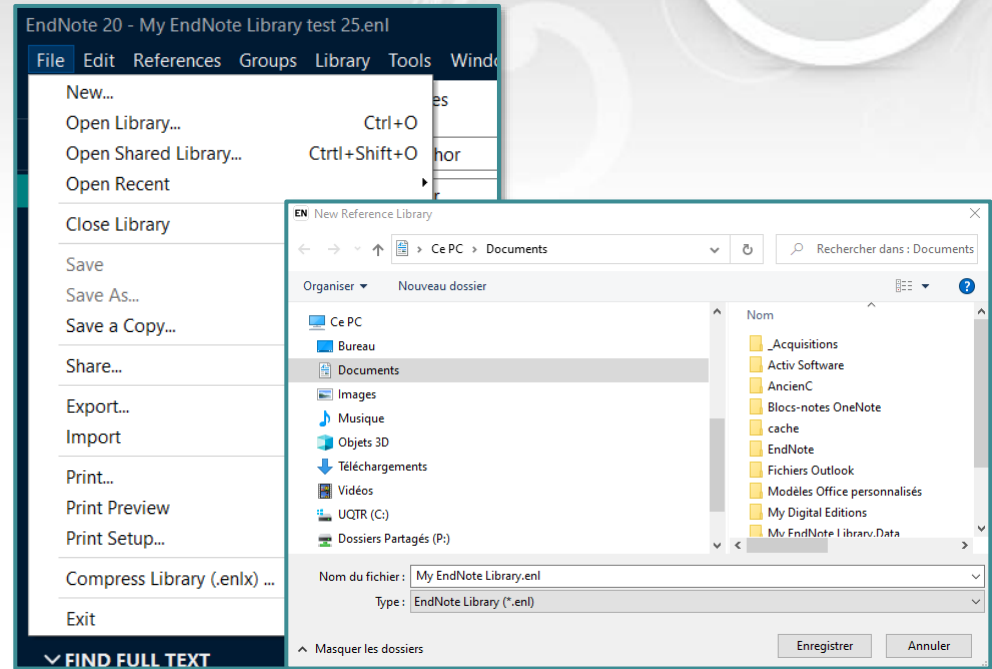 EndNote 20 - My EndNote Library test 25.enl
File Edit References Groups Library Tools Windo
New...
es
Open Library... Ctrl+O
Open Shared Library... Ctrtl+Shift+O
hor
Open Recent
r
Close Library
Save
Save As...
Save a Copy...
Share...
Export...
Import
Print...
Print Preview
Print Setup...
Compress Library (.enlx) ...
Exit
FIND FULL TEXT
EN New Reference Library
Ce PC > Documents
Rechercher dans : Documents
Organiser Nouveau dossier
Ce PC
Bureau
Documents
Images
Musique
Objets 3D
Téléchargements
Vidéos
UQTR (C:)
Dossiers Partagés (P:)
Nom
_Acquisitions
Activ Software
AncienC
Blocs-notes OneNote
cache
EndNote
Fichiers Outlook
Modèles Office personnalisés
My Digital Editions
My EndNote Library.Data
Nom du fichier : My EndNote Library.enl
Type : EndNote Library (*.enl)
Masquer les dossiers
Enregistrer
Annuler